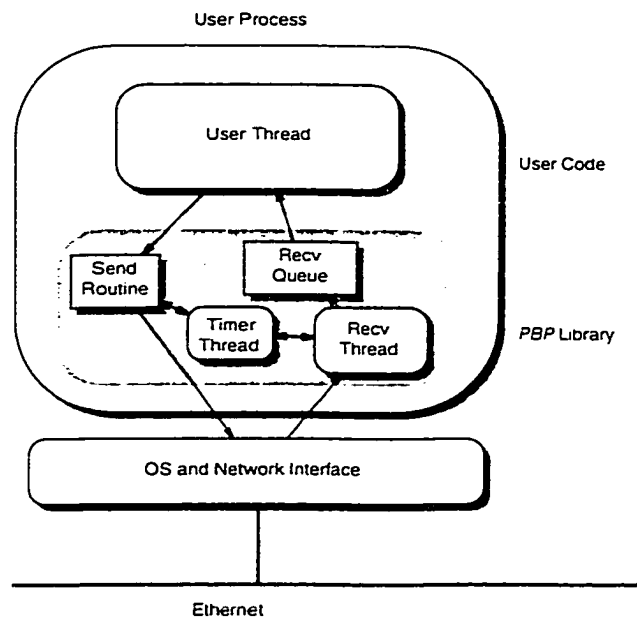 User Process
User Thread
User Code
Send
Routine
Recv
Queue
Timer
Thread
Recv
Thread
PBP Library
OS and Network Interface
Ethernet